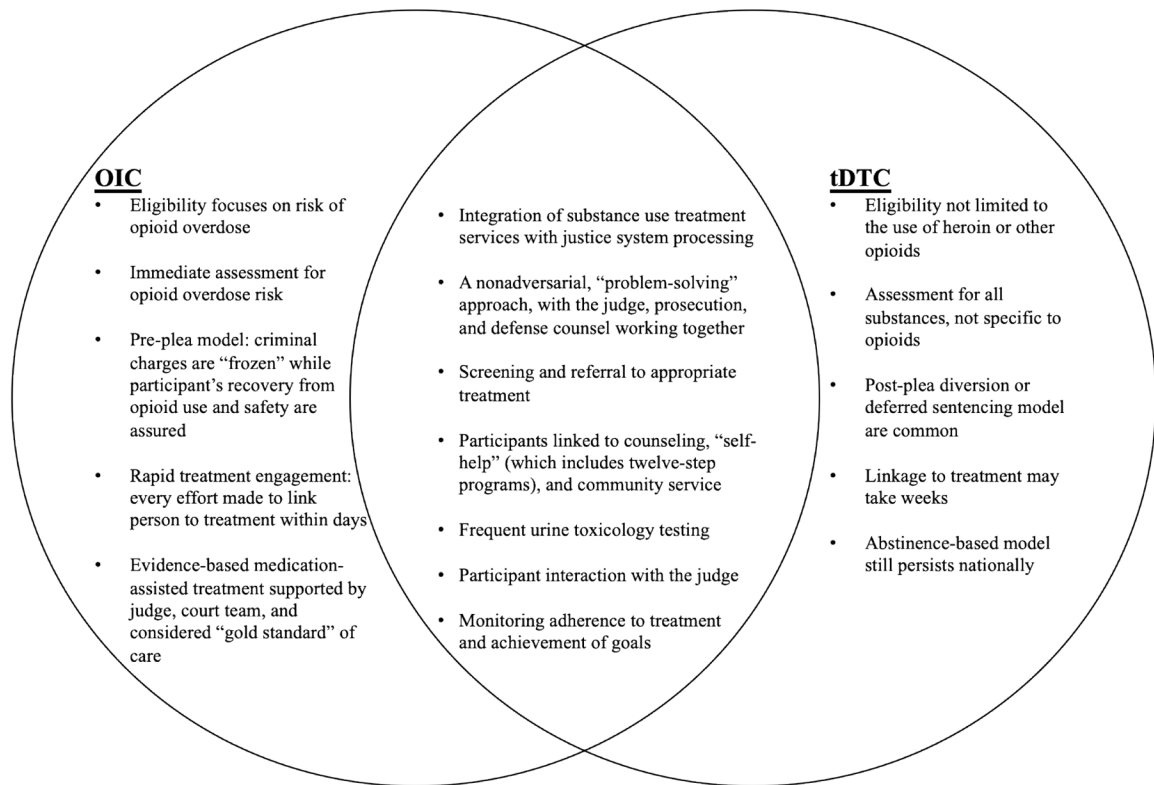 OIC
• Eligibility focuses on risk of
opioid overdose
• Immediate assessment for
opioid overdose risk
• Pre-plea model: criminal
charges are “frozen” while
participant’s recovery from
opioid use and safety are
assured
• Rapid treatment engagement:
every effort made to link
person to treatment within days
• Evidence-based medication-
assisted treatment supported by
judge, court team, and
considered “gold standard” of
care
• Integration of substance use treatment
services with justice system processing
• A nonadversarial, “problem-solving”
approach, with the judge, prosecution,
and defense counsel working together
• Screening and referral to appropriate
treatment
• Participants linked to counseling, “self-
help” (which includes twelve-step
programs), and community service
• Frequent urine toxicology testing
• Participant interaction with the judge
• Monitoring adherence to treatment
and achievement of goals
tDTC
• Eligibility not limited to
the use of heroin or other
opioids
• Assessment for all
substances, not specific to
opioids
• Post-plea diversion or
deferred sentencing model
are common
• Linkage to treatment may
take weeks
• Abstinence-based model
still persists nationally